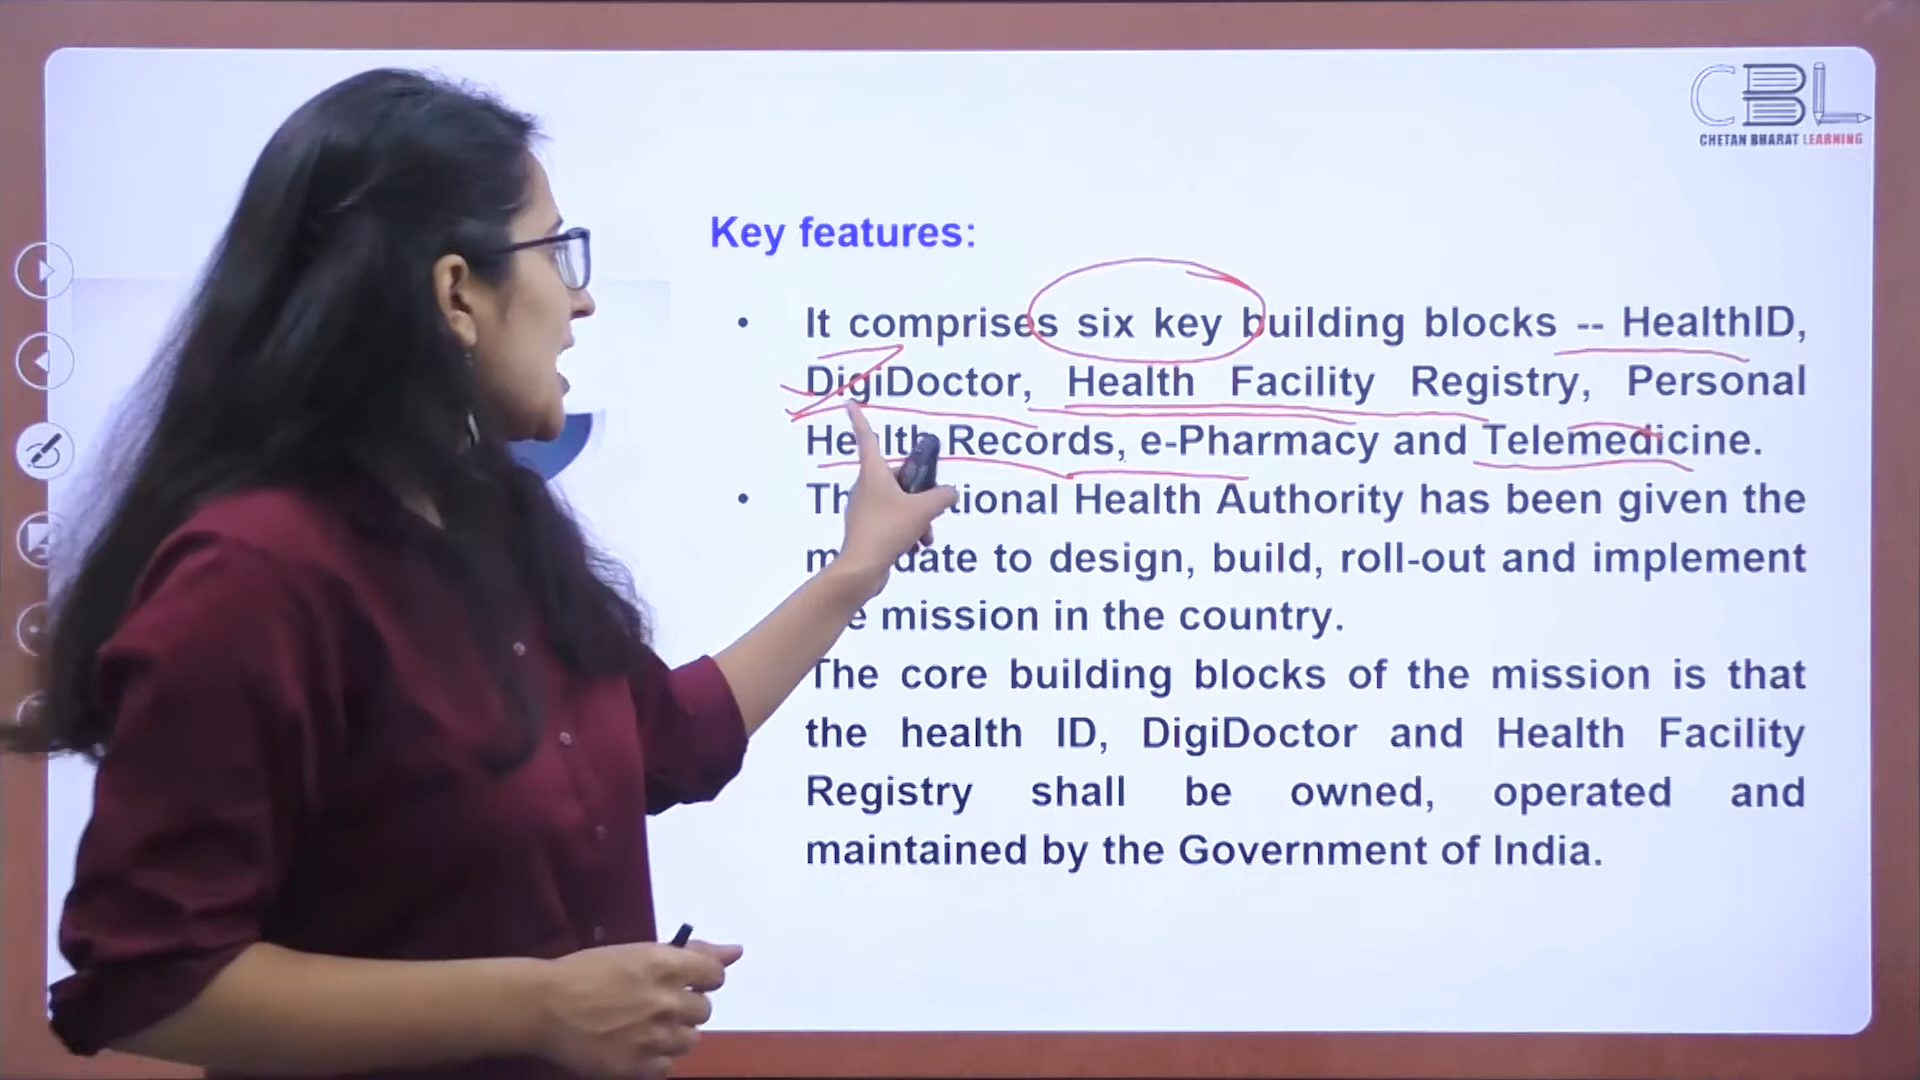 CBL
CHETAN BHARAT LEARNING
Key features:
• It comprises six key building blocks -- HealthID,
DigiDoctor, Health Facility Registry, Personal
Health Records, e-Pharmacy and Telemedicine.
• Health Authority has been given the
to design, build, roll-out and implement
mission in the country.
The core building blocks of the mission is that
the health ID, DigiDoctor and Health Facility
Registry shall be owned, operated and
maintained by the Government of India.